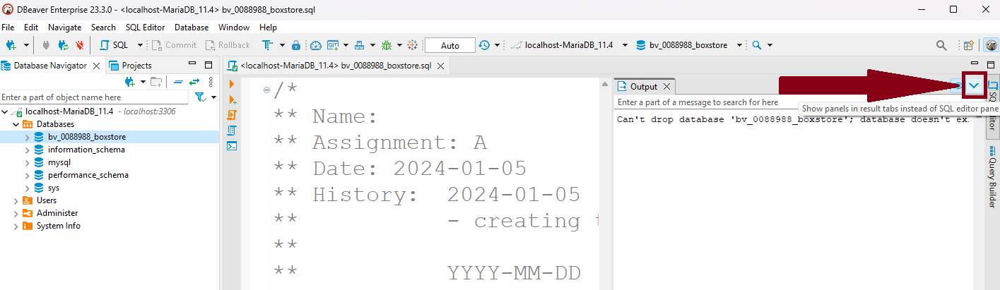 DBeaver Enterprise 23.3.0 - <localhost-MariaDB_11.4> bv_0088988_boxstore.sql
File Edit Navigate Search SQL Editor Database Window Help
SQL Commit Rollback Auto localhost-MariaDB_11.4 bv_0088988_boxstore
Database Navigator Projects
Enter a part of object name here
localhost-MariaDB_11.4 - localhost:3306
Databases
bv_0088988_boxstore
information_schema
mysql
performance_schema
sys
Users
Administer
System Info
<localhost-MariaDB_11.4> bv_0088988_boxstore.sql
/*
** Name:
** Assignment: A
** Date: 2024-01-05
** History: 2024-01-05
** - creating
**
** YYYY-MM-DD
Output
Enter a part of a message to search for here
Show panels in result tabs instead of SQL editor pane
Can't drop database 'bv_0088988_boxstore'; database doesn't ex
Query Builder